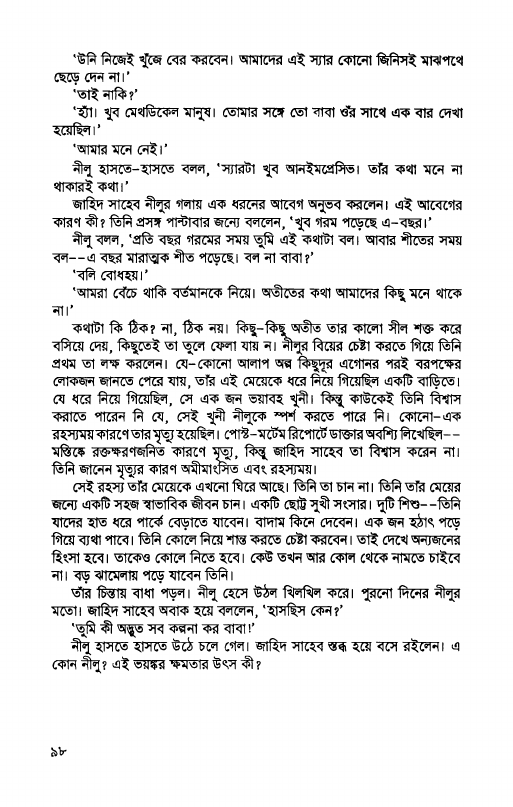 ‘উনি নিজেই খুঁজে বের করবেন। আমাদের এই স্যার কোনো জিনিসই মাঝপথে
ছেড়ে দেন না।’
‘তাই নাকি?’
‘হ্যাঁ। খুব মেথডিকেল মানুষ। তোমার সঙ্গে তো বাবা ওঁর সাথে এক বার দেখা
হয়েছিল।’
‘আমার মনে নেই।’
নীলু হাসতে-হাসতে বলল, ‘স্যারটা খুব আনইমপ্রেসিভ। তাঁর কথা মনে না
থাকারই কথা।’
জাহিদ সাহেব নীলুর গলায় এক ধরনের আবেগ অনুভব করলেন। এই আবেগের
কারণ কী? তিনি প্রসঙ্গ পাল্টাবার জন্যে বললেন, ‘খুব গরম পড়েছে এ-বছর।’
নীলু বলল, ‘প্রতি বছর গরমের সময় তুমি এই কথাটা বল। আবার শীতের সময়
বল--এ বছর মারাত্মক শীত পড়েছে। বল না বাবা?’
‘বলি বোধহয়।’
‘আমরা বেঁচে থাকি বর্তমানকে নিয়ে। অতীতের কথা আমাদের কিছু মনে থাকে
না।’
কথাটা কি ঠিক? না, ঠিক নয়। কিছু-কিছু অতীত তার কালো সীল শক্ত করে
বসিয়ে দেয়, কিছুতেই তা তুলে ফেলা যায় না। নীলুর বিয়ের চেষ্টা করতে গিয়ে তিনি
প্রথম তা লক্ষ করলেন। যে-কোনো আলাপ অল্প কিছুদূর এগোনর পরই বরপক্ষের
লোকজন জানতে পেরে যায়, তাঁর এই মেয়েকে ধরে নিয়ে গিয়েছিল একটি বাড়িতে।
যে ধরে নিয়ে গিয়েছিল, সে এক জন ভয়াবহ খুনী। কিন্তু কাউকেই তিনি বিশ্বাস
করাতে পারেন নি যে, সেই খুনী নীলুকে স্পর্শ করতে পারে নি। কোনো-এক
রহস্যময় কারণে তার মৃত্যু হয়েছিল। পোস্ট-মর্টেম রিপোর্টে ডাক্তার অবশ্যি লিখেছিল--
মস্তিষ্কে রক্তক্ষরণজনিত কারণে মৃত্যু, কিন্তু জাহিদ সাহেব তা বিশ্বাস করেন না।
তিনি জানেন মৃত্যুর কারণ অমীমাংসিত এবং রহস্যময়।
সেই রহস্য তাঁর মেয়েকে এখনো ঘিরে আছে। তিনি তা চান না। তিনি তাঁর মেয়ের
জন্যে একটি সহজ স্বাভাবিক জীবন চান। একটি ছোট্ট সুখী সংসার। দুটি শিশু--তিনি
যাদের হাত ধরে পার্কে বেড়াতে যাবেন। বাদাম কিনে দেবেন। এক জন হঠাৎ পড়ে
গিয়ে ব্যথা পাবে। তিনি কোলে নিয়ে শান্ত করতে চেষ্টা করবেন। তাই দেখে অন্যজনের
হিংসা হবে। তাকেও কোলে নিতে হবে। কেউ তখন আর কোল থেকে নামতে চাইবে
না। বড় ঝামেলায় পড়ে যাবেন তিনি।
তাঁর চিন্তায় বাধা পড়ল। নীলু হেসে উঠল খিলখিল করে। পুরনো দিনের নীলুর
মতো। জাহিদ সাহেব অবাক হয়ে বললেন, ‘হাসছিস কেন?’
‘তুমি কী অদ্ভুত সব কল্পনা কর বাবা!’
নীলু হাসতে হাসতে উঠে চলে গেল। জাহিদ সাহেব স্তব্ধ হয়ে বসে রইলেন। এ
কোন নীলু? এই ভয়ঙ্কর ক্ষমতার উৎস কী?
৯৮